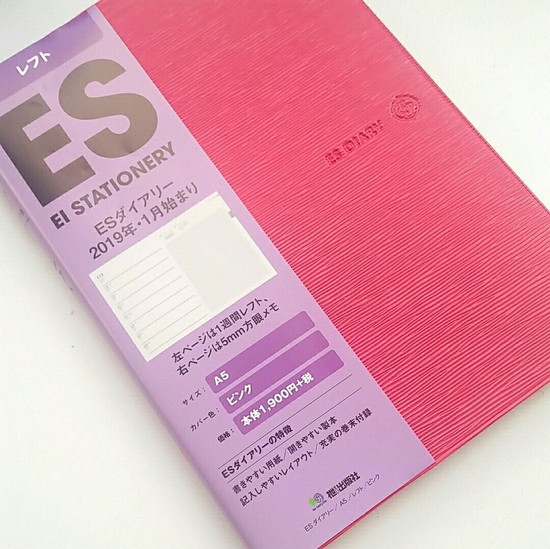 レフト
ES
EI STATIONERY
ESダイアリー
2019年・1月始まり
左ページは1週間レフト、
右ページは5mm方眼メモ
サイズ: A5
カバー色: ピンク
価格: 本体1,900円+税
ESダイアリーの特徴
書きやすい用紙/開きやすい製本
記入しやすいレイアウト/充実の巻末付録
枻出版社
ESダイアリー/A5/レフト/ピンク
ES DIARY